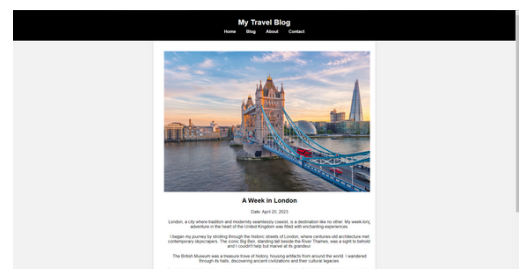 My Travel Blog
Home Blog About Contact
A Week in London
Date: April 20, 2023
London, a city where tradition and modernity seamlessly coexist, is a destination like no other. My week-long
adventure in the heart of the United Kingdom was filled with enchanting experiences.
I began my journey by strolling through the historic streets of London, where centuries-old architecture met
contemporary skyscrapers. The iconic Big Ben, standing tall beside the River Thames, was a sight to behold
and I couldn't help but marvel at its grandeur.
The British Museum was a treasure trove of history, housing artifacts from around the world. I wandered
through its halls, discovering ancient civilizations and their cultural legacies.